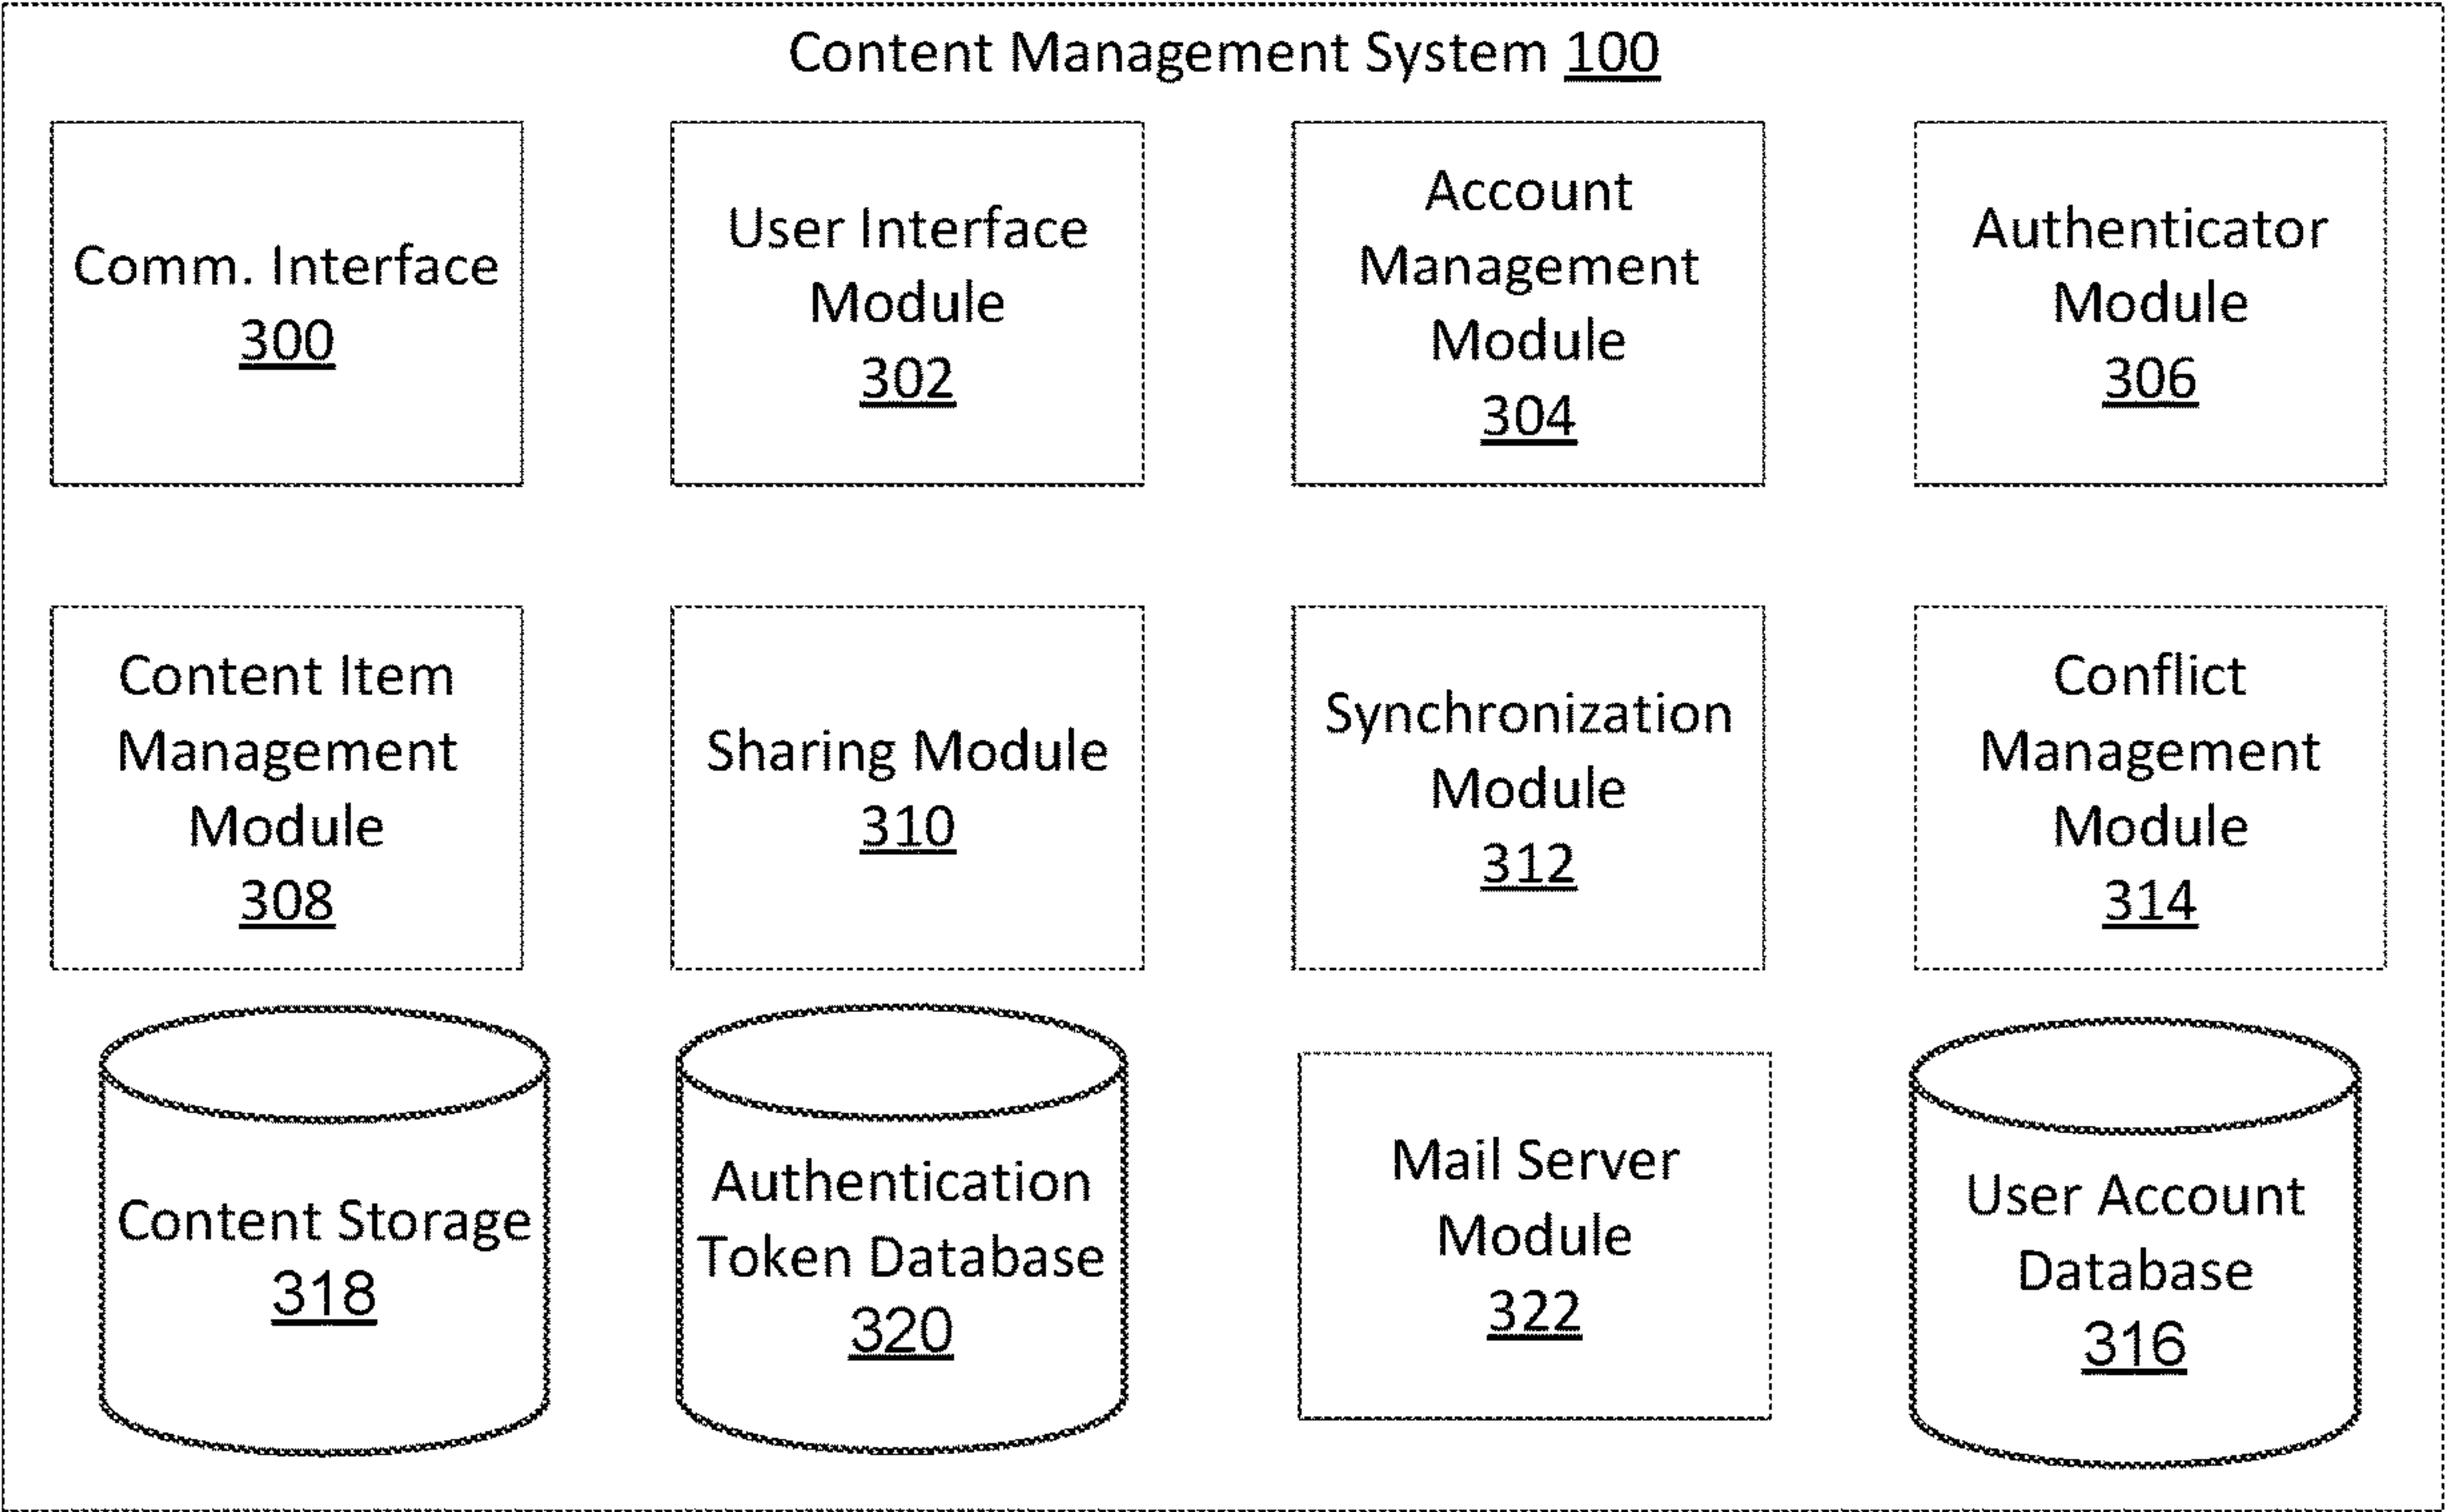 Content Management System 100
Comm. Interface
300
User Interface
Module
302
Account
Management
Module
304
Authenticator
Module
306
Content Item
Management
Module
308
Sharing Module
310
Synchronization
Module
312
Conflict
Management
Module
314
Content Storage
318
Authentication
Token Database
320
Mail Server
Module
322
User Account
Database
316